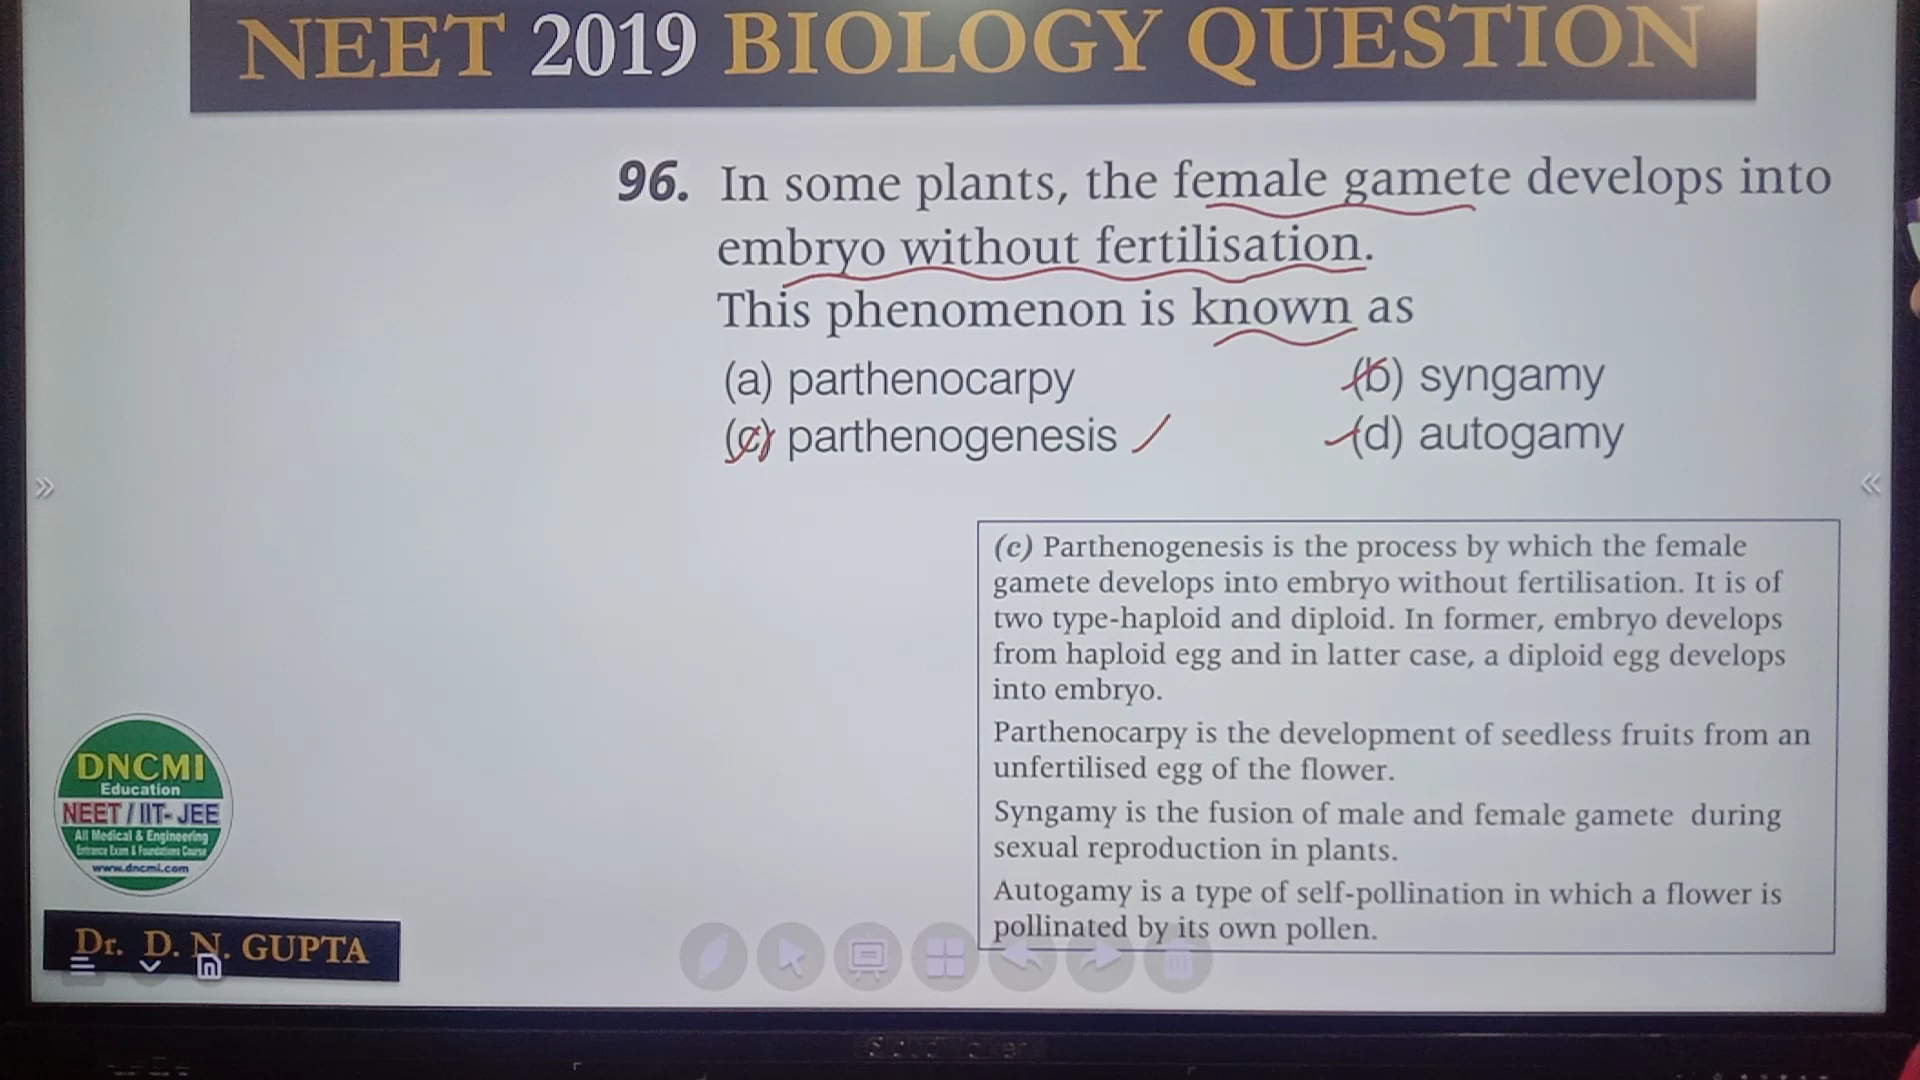 NEET 2019 BIOLOGY QUESTION
96. In some plants, the female gamete develops into
embryo without fertilisation.
This phenomenon is known as
(a) parthenocarpy (b) syngamy
(c) parthenogenesis (d) autogamy
(c) Parthenogenesis is the process by which the female
gamete develops into embryo without fertilisation. It is of
two type-haploid and diploid. In former, embryo develops
from haploid egg and in latter case, a diploid egg develops
into embryo.
Parthenocarpy is the development of seedless fruits from an
unfertilised egg of the flower.
Syngamy is the fusion of male and female gamete during
sexual reproduction in plants.
Autogamy is a type of self-pollination in which a flower is
pollinated by its own pollen.
DNCMI
Education
NEET / IIT-JEE
All Medical & Engineering
Entrance Exam & Foundations Course
www.dncmi.com
Dr. D. N. GUPTA